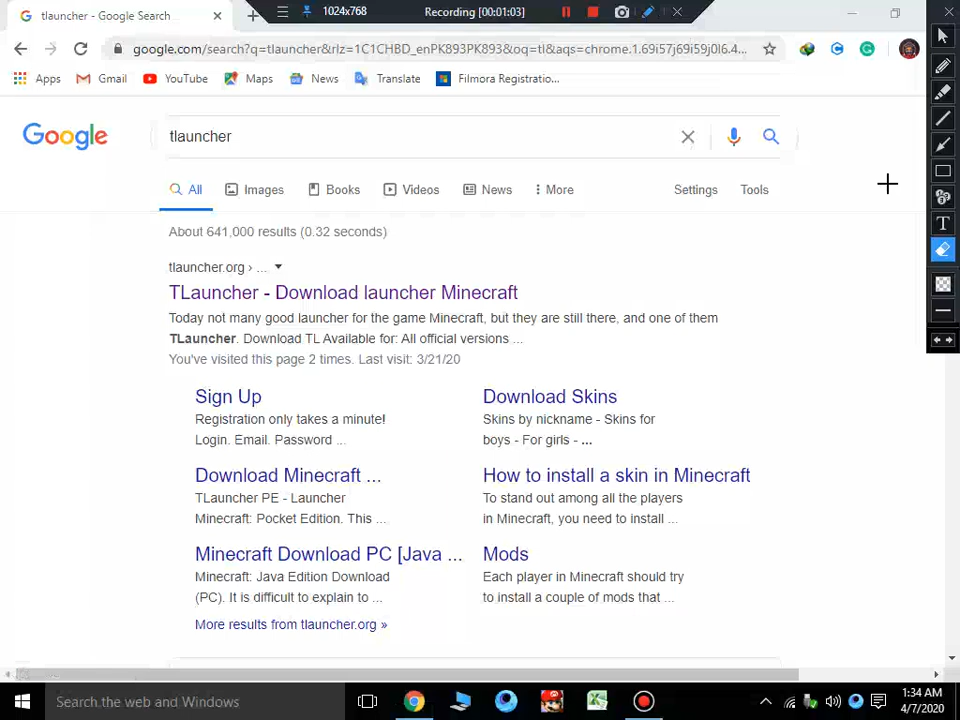 tlauncher - Google Search
1024x768
Recording [00:01:03]
google.com/search?q=tlauncher&rlz=1C1CHBD_enPK893PK893&oq=tl&aqs=chrome.1.69i57j69i59j0l6.4...
Apps
Gmail
YouTube
Maps
News
Translate
Filmora Registratio...
Google
tlauncher
All
Images
Books
Videos
News
More
Settings
Tools
About 641,000 results (0.32 seconds)
tlauncher.org › ...
TLauncher - Download launcher Minecraft
Today not many good launcher for the game Minecraft, but they are still there, and one of them
TLauncher. Download TL Available for: All official versions ...
You've visited this page 2 times. Last visit: 3/21/20
Sign Up
Registration only takes a minute!
Login. Email. Password ...
Download Skins
Skins by nickname - Skins for
boys - For girls - ...
Download Minecraft ...
TLauncher PE - Launcher
Minecraft: Pocket Edition. This ...
How to install a skin in Minecraft
To stand out among all the players
in Minecraft, you need to install ...
Minecraft Download PC [Java ...
Minecraft: Java Edition Download
(PC). It is difficult to explain to ...
Mods
Each player in Minecraft should try
to install a couple of mods that ...
More results from tlauncher.org »
Search the web and Windows
1:34 AM
4/7/2020